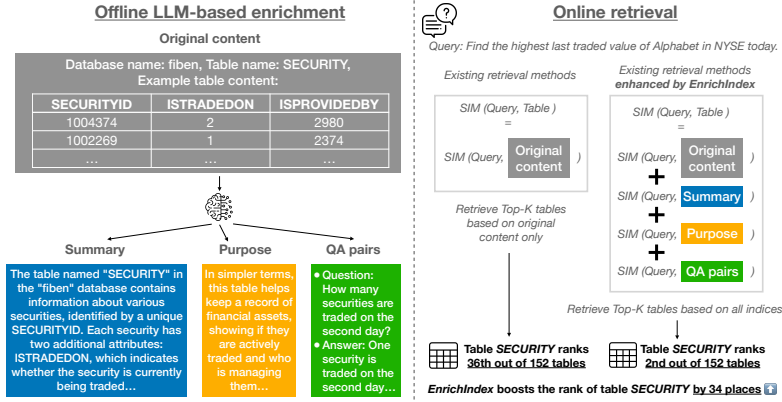 Offline LLM-based enrichment
Original content
Database name: fiben, Table name: SECURITY,
Example table content:
SECURITYID ISTRADEDON ISPROVIDEDBY
1004374 2 2980
1002269 1 2374
... ... ...
Summary
The table named "SECURITY" in
the "fiben" database contains
information about various
securities, identified by a unique
SECURITYID. Each security has
two additional attributes:
ISTRADEDON, which indicates
whether the security is currently
being traded...
Purpose
In simpler terms,
this table helps
keep a record of
financial assets,
showing if they
are actively
traded and who
is managing
them...
QA pairs
• Question:
How many
securities are
traded on the
second day?
• Answer: One
security is
traded on the
second day...
Online retrieval
Query: Find the highest last traded value of Alphabet in NYSE today.
Existing retrieval methods
SIM (Query, Table )
=
SIM (Query, Original content )
Retrieve Top-K tables
based on original
content only
Table SECURITY ranks
36th out of 152 tables
Existing retrieval methods
enhanced by EnrichIndex
SIM (Query, Table )
=
SIM (Query, Original content )
+
SIM (Query, Summary )
+
SIM (Query, Purpose )
+
SIM (Query, QA pairs )
Retrieve Top-K tables based on all indices
Table SECURITY ranks
2nd out of 152 tables
EnrichIndex boosts the rank of table SECURITY by 34 places ⬆